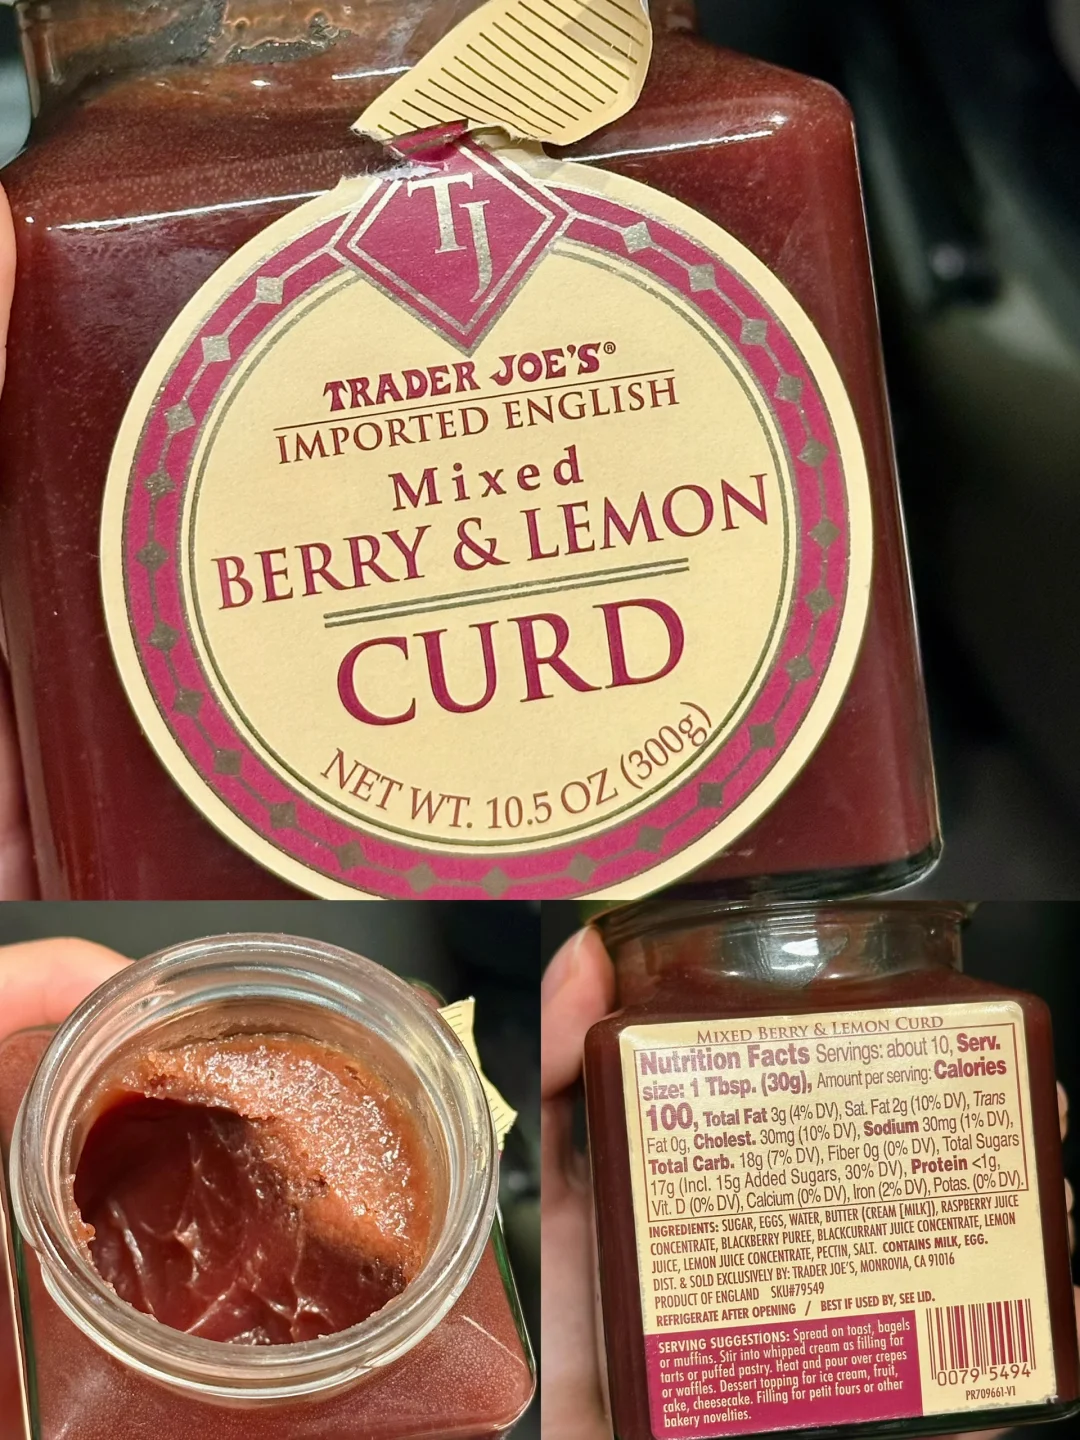 TJ
TRADER JOE'S®
IMPORTED ENGLISH
Mixed
BERRY & LEMON
CURD
NET WT. 10.5 OZ (300g)
MIXED BERRY & LEMON CURD
Nutrition Facts Servings: about 10, Serv.
size: 1 Tbsp. (30g), Amount per serving: Calories
100, Total Fat 3g (4% DV), Sat. Fat 2g (10% DV), Trans
Fat 0g, Cholest. 30mg (10% DV), Sodium 30mg (1% DV),
Total Carb. 18g (7% DV), Fiber 0g (0% DV), Total Sugars
17g (Incl. 15g Added Sugars, 30% DV), Protein <1g,
Vit. D (0% DV), Calcium (0% DV), Iron (2% DV), Potas. (0% DV).
INGREDIENTS: SUGAR, EGGS, WATER, BUTTER (CREAM [MILK]), RASPBERRY JUICE
CONCENTRATE, BLACKBERRY PUREE, BLACKCURRANT JUICE CONCENTRATE, LEMON
JUICE, LEMON JUICE CONCENTRATE, PECTIN, SALT. CONTAINS MILK, EGG.
DIST. & SOLD EXCLUSIVELY BY: TRADER JOE'S, MONROVIA, CA 91016
PRODUCT OF ENGLAND SKU#79549
REFRIGERATE AFTER OPENING / BEST IF USED BY, SEE LID.
SERVING SUGGESTIONS: Spread on toast, bagels
or muffins. Stir into whipped cream as filling for
tarts or puffed pastry. Heat and pour over crepes
or waffles. Dessert topping for ice cream, fruit,
cake, cheesecake. Filling for petit fours or other
bakery novelties.
0079 5494
PR709661-V1